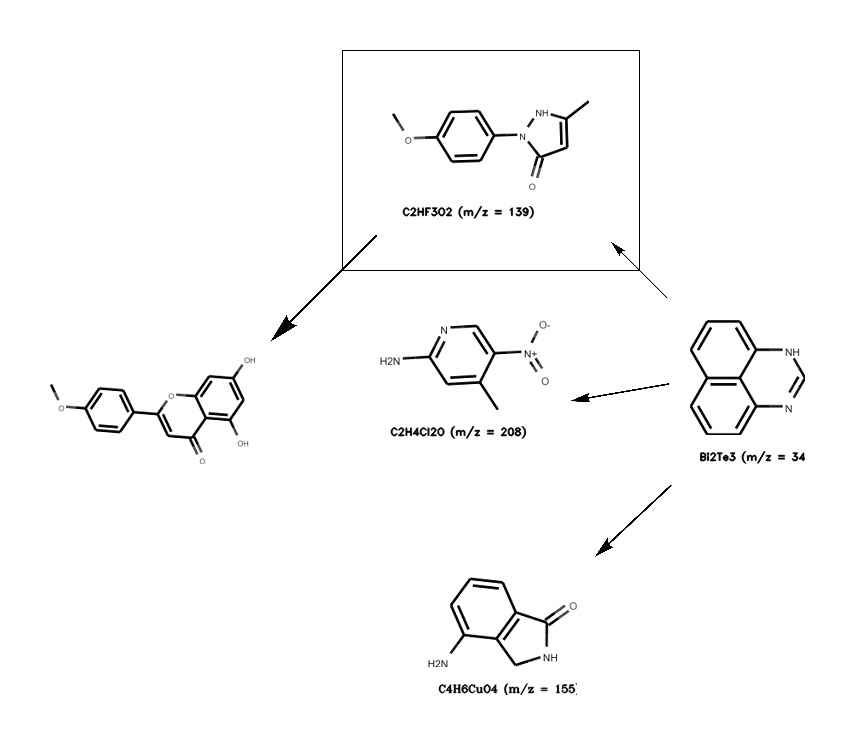 NH
O
N
O
C2HF3O2 (m/z = 139)
N
O-
H2N
N+
O
C2H4Cl2O (m/z = 208)
NH
N
Bi2Te3 (m/z = 34
OH
O
O
OH
O
O
NH
H2N
C4H6CuO4 (m/z = 155)